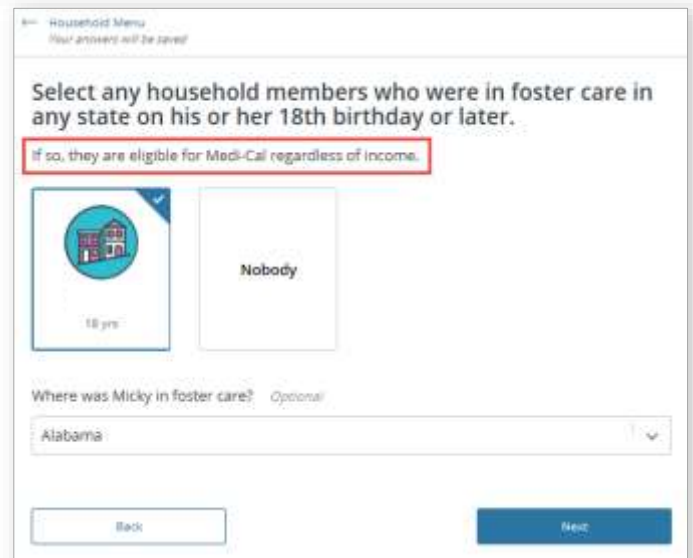 Household Menu
Your answers will be saved
Select any household members who were in foster care in
any state on his or her 18th birthday or later.
If so, they are eligible for Medi-Cal regardless of income.
Nobody
18 yrs
Where was Micky in foster care? Optional
Alabama
Back Next